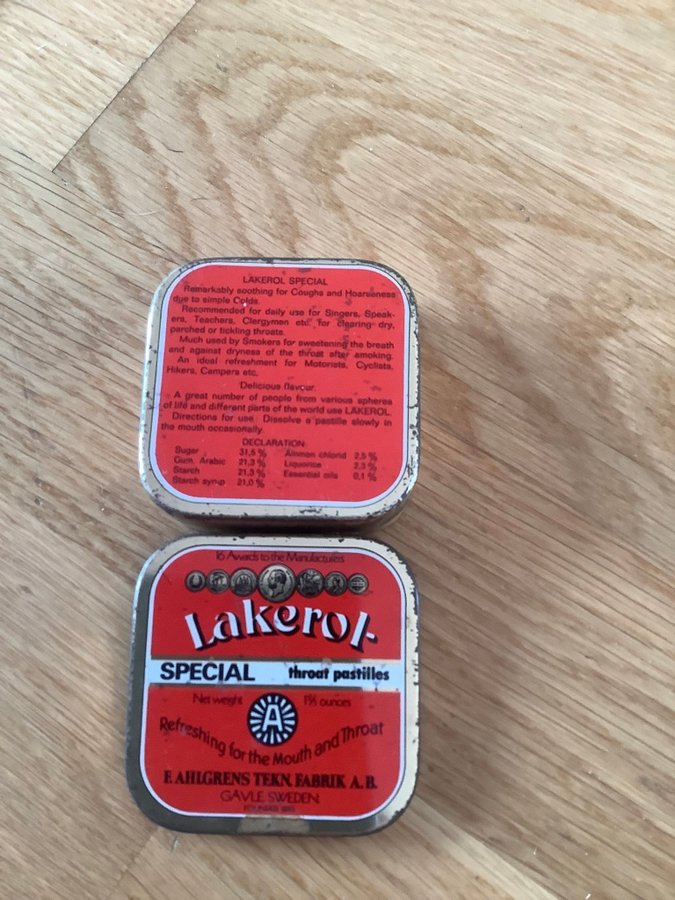 LAKEROL SPECIAL
Remarkably soothing for Coughs and Hoarseness
due to simple Colds.
Recommended for daily use for Singers, Speak-
ers, Teachers, Clergymen etc. for clearing dry,
parched or tickling throats.
Much used by Smokers for sweetening the breath
and against dryness of the throat after smoking.
An ideal refreshment for Motorists, Cyclists,
Hikers, Campers etc.
Delicious flavour.
A great number of people from various spheres
of life and different parts of the world use LAKEROL.
Directions for use: Dissolve a pastille slowly in
the mouth occasionally.
DECLARATION:
Sugar 31,5 % Ammon chlorid 2,5 %
Gum. Arabic 21,3 % Liquorice 2,3 %
Starch 21,3 % Essential oils 0,1 %
Starch syrup 21,0 %
16 Awards to the Manufacturers
Lakerol
SPECIAL throat pastilles
Net weight ounces
A
Refreshing for the Mouth and Throat
F. AHLGRENS TEKN. FABRIK A.B.
GÄVLE SWEDEN
FOUNDED